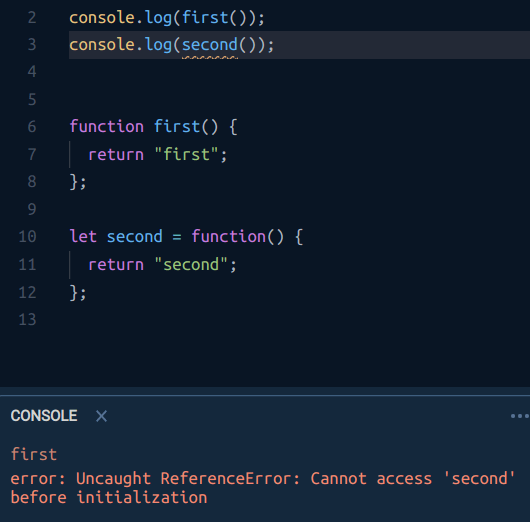 2 console.log(first());
3 console.log(second());
4
5
6 function first() {
7 return "first";
8 };
9
10 let second = function() {
11 return "second";
12 };
13
CONSOLE
first
error: Uncaught ReferenceError: Cannot access 'second'
before initialization